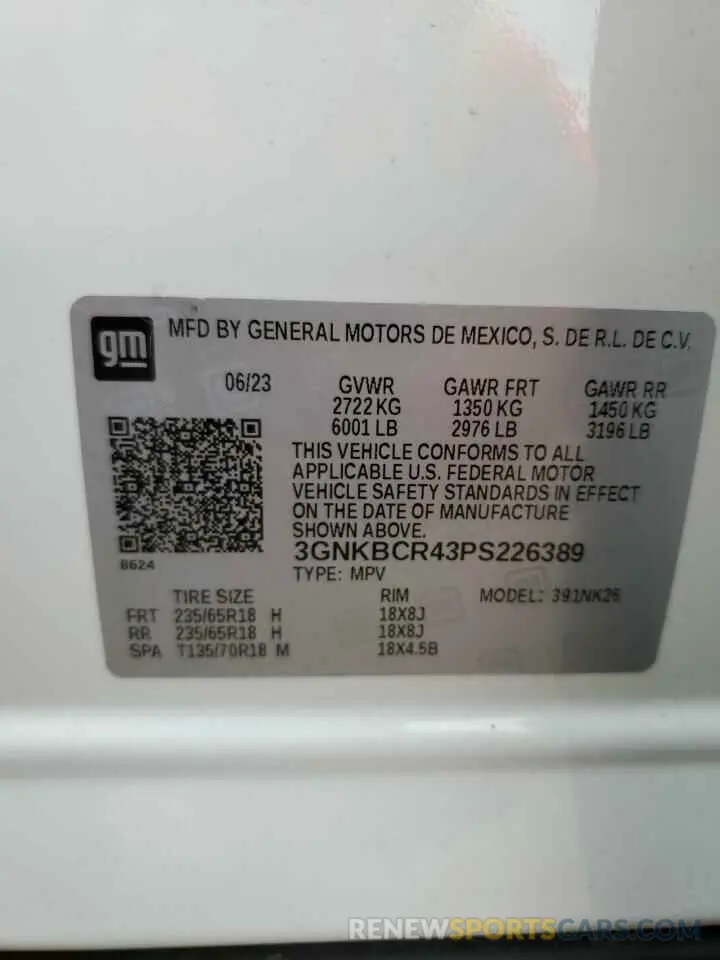 gm
MFD BY GENERAL MOTORS DE MEXICO, S. DE R.L. DE C.V.
06/23 GVWR GAWR FRT GAWR RR
2722 KG 1350 KG 1450 KG
6001 LB 2976 LB 3196 LB
THIS VEHICLE CONFORMS TO ALL
APPLICABLE U.S. FEDERAL MOTOR
VEHICLE SAFETY STANDARDS IN EFFECT
ON THE DATE OF MANUFACTURE
SHOWN ABOVE.
3GNKBCR43PS226389
B624
TYPE: MPV MODEL: 391NK26
TIRE SIZE RIM
FRT 235/65R18 H 18X8J
RR 235/65R18 H 18X8J
SPA T135/70R18 M 18X4.5B
RENEWSPORTSCARS.COM